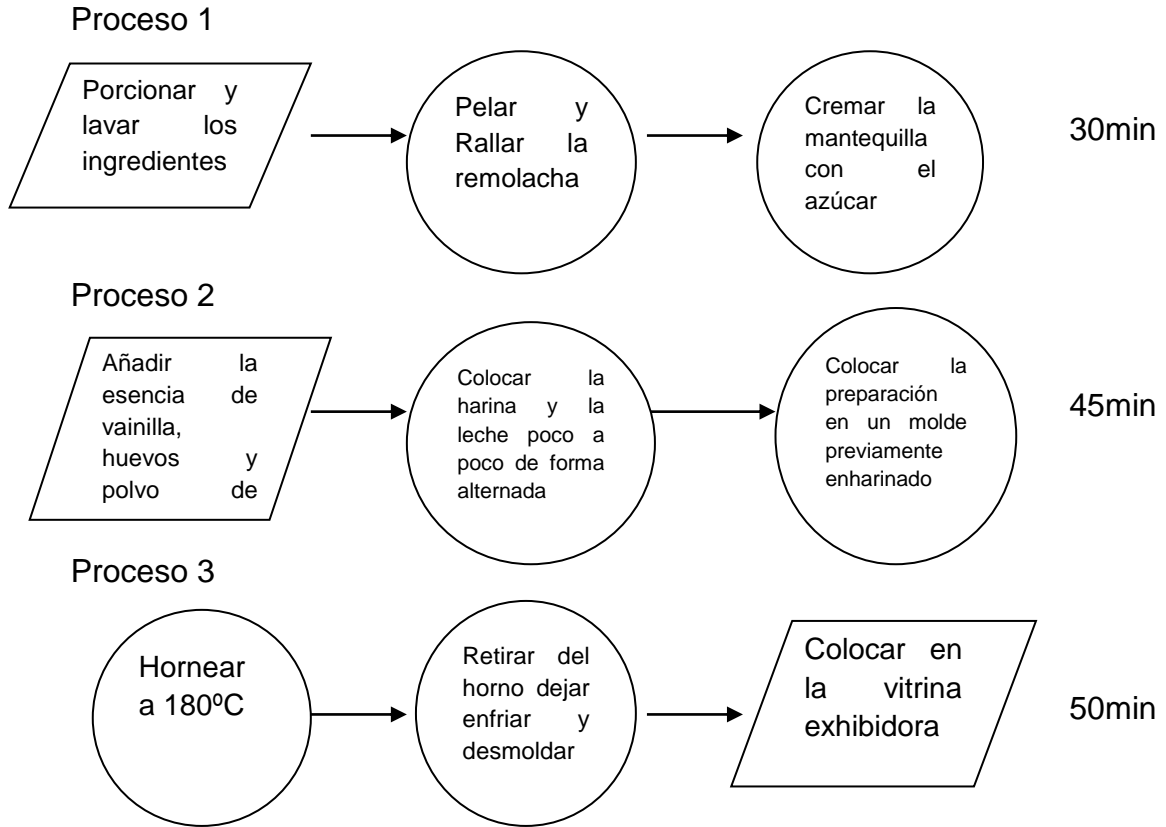 Proceso 1
Porcionar y
lavar los
ingredientes
Pelar y
Rallar la
remolacha
Cremar la
mantequilla
con el
azúcar
30min
Proceso 2
Añadir la
esencia de
vainilla,
huevos y
polvo de
Colocar la
harina y la
leche poco a
poco de forma
alternada
Colocar la
preparación
en un molde
previamente
enharinado
45min
Proceso 3
Hornear
a 180ºC
Retirar del
horno dejar
enfriar y
desmoldar
Colocar en
la vitrina
exhibidora
50min